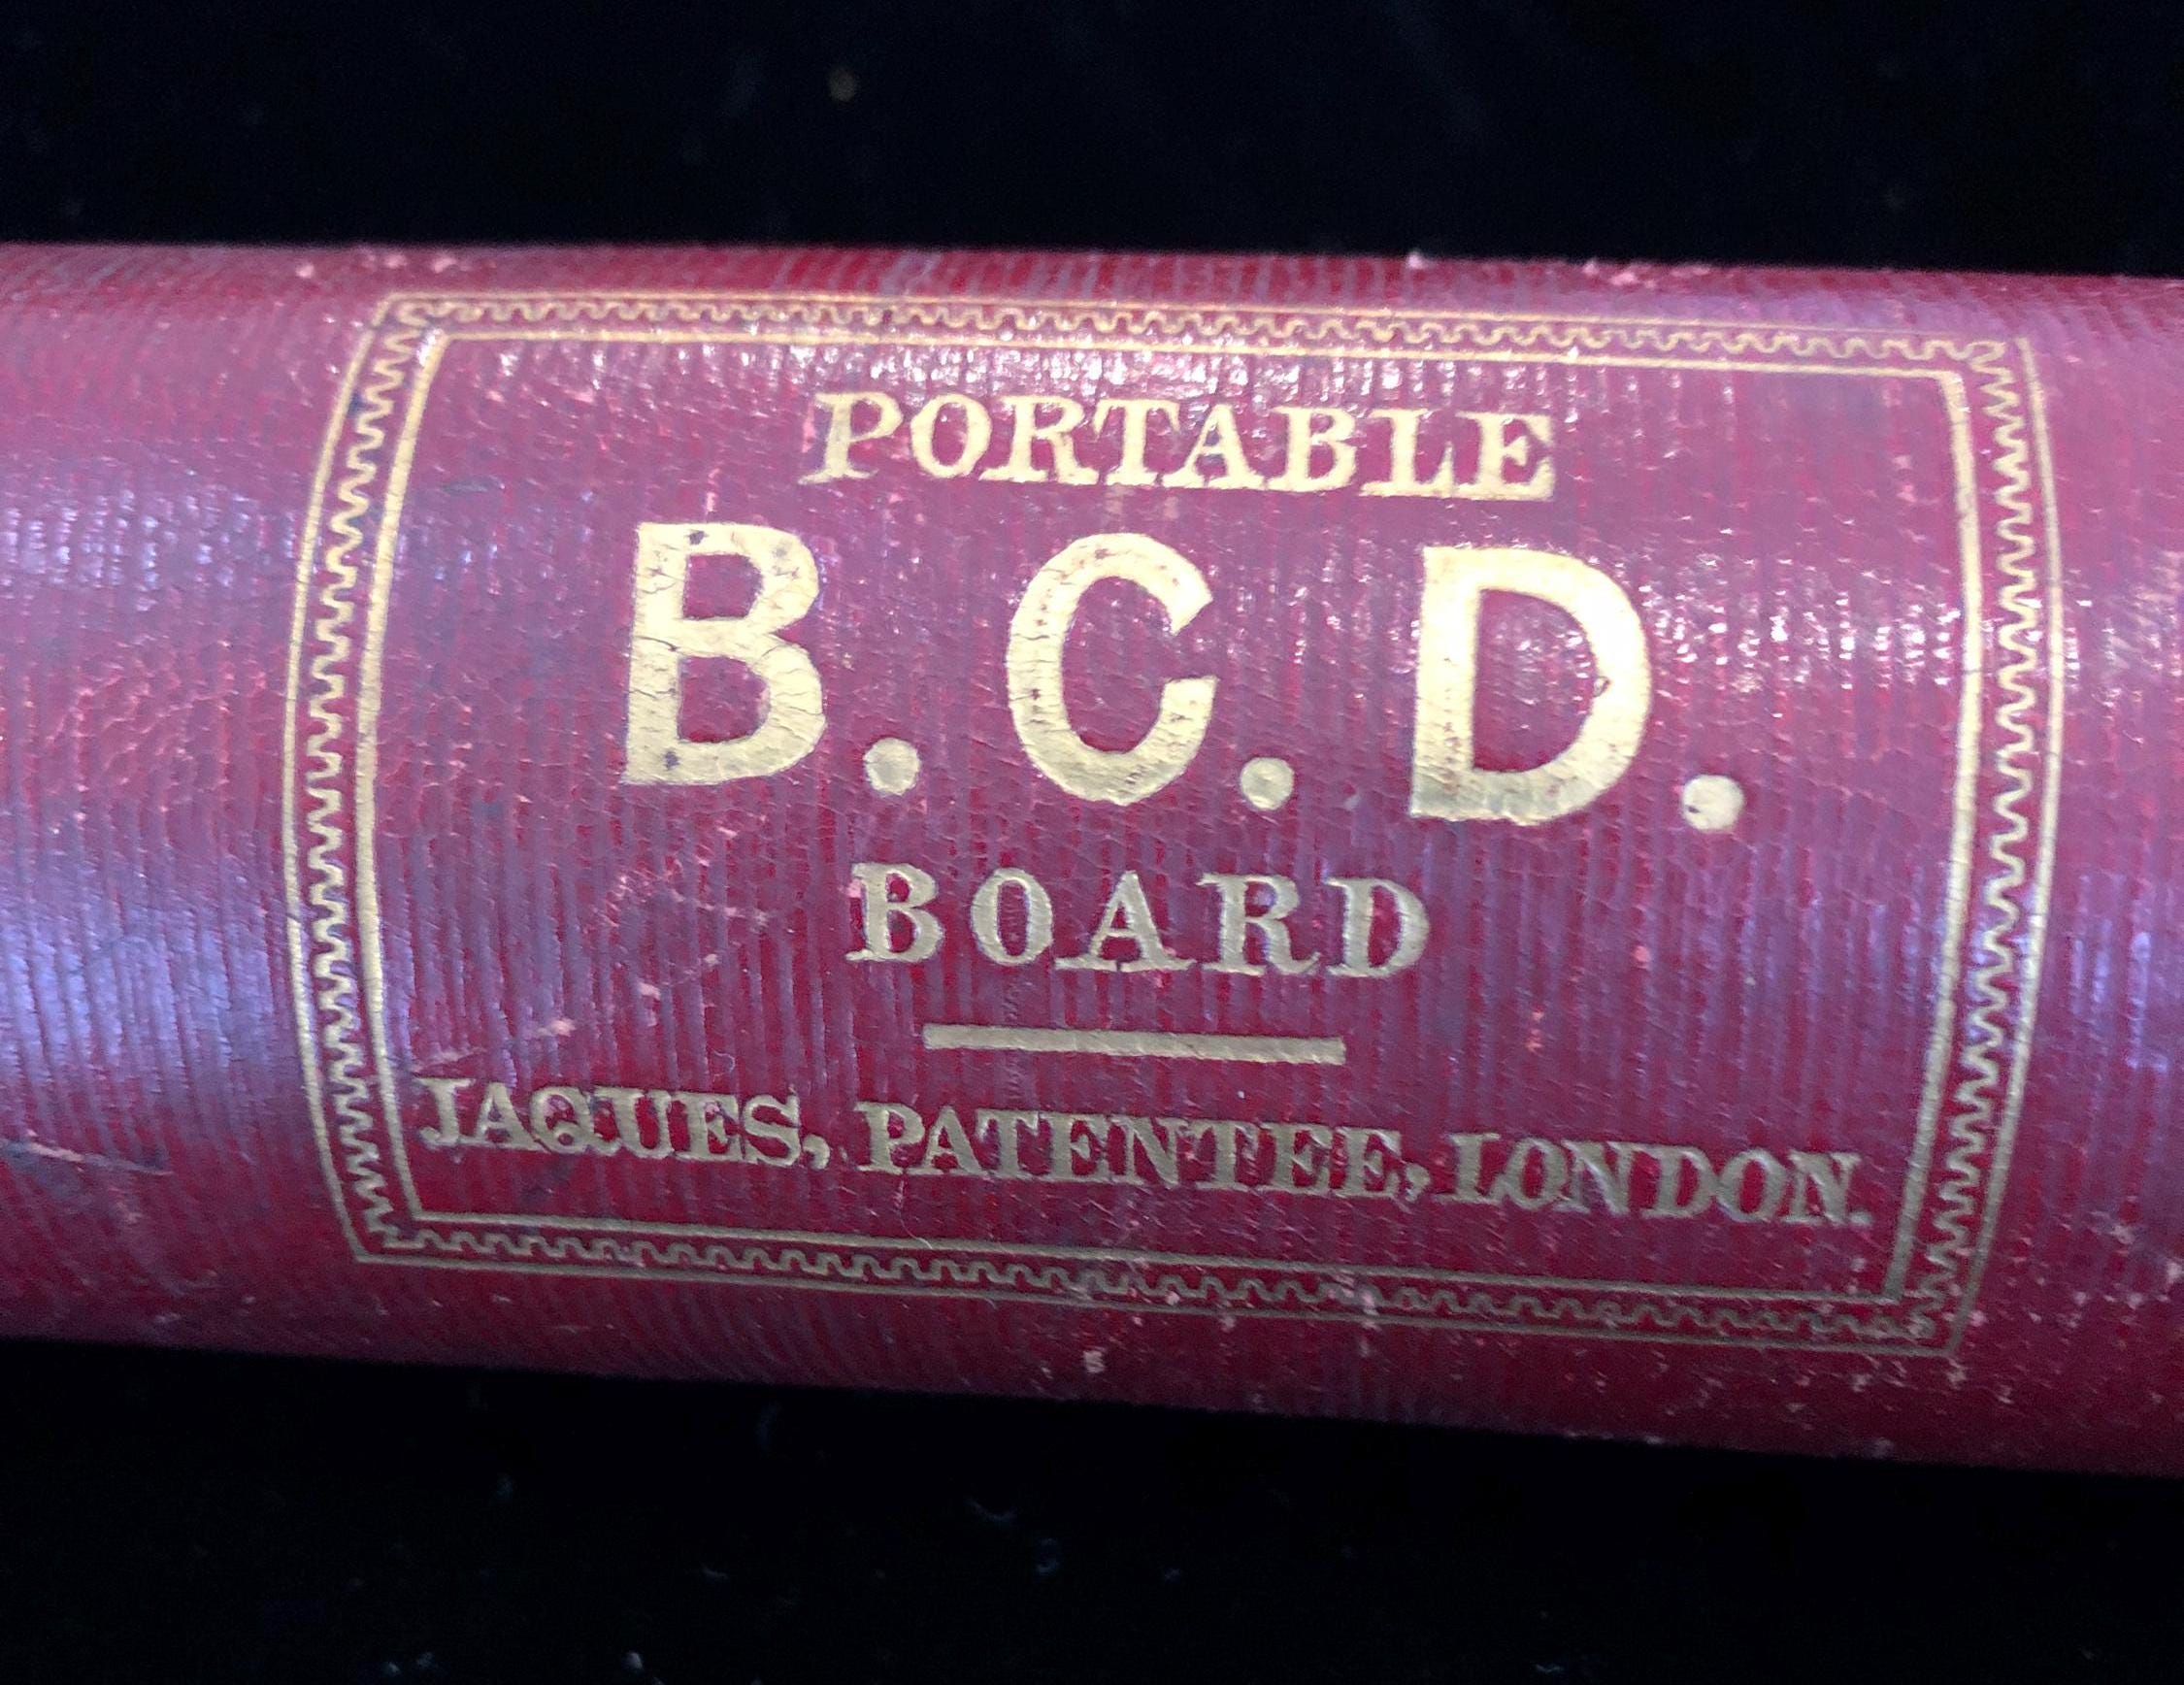 PORTABLE
B.C.D.
BOARD
JAQUES, PATENTEE, LONDON.